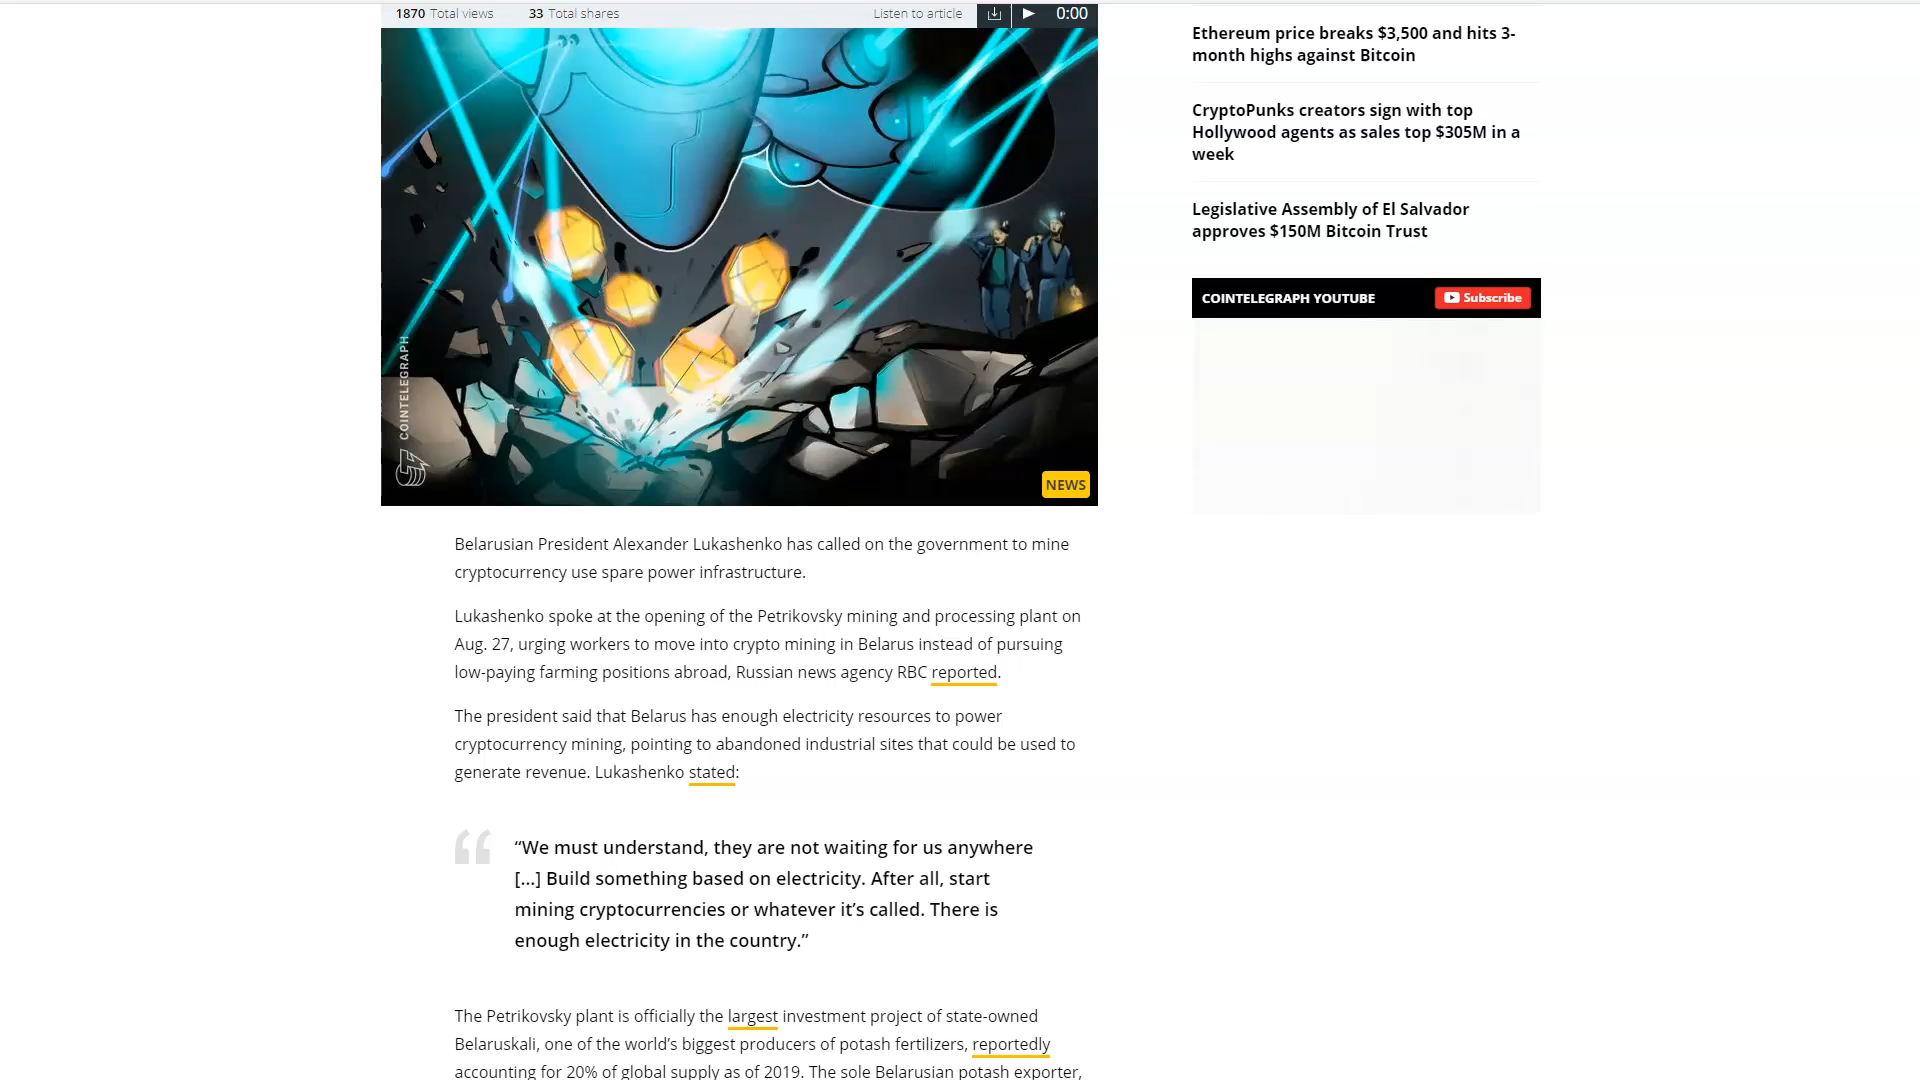 1870 Total views 33 Total shares Listen to article 0:00
COINTELEGRAPH
NEWS
Belarusian President Alexander Lukashenko has called on the government to mine
cryptocurrency use spare power infrastructure.
Lukashenko spoke at the opening of the Petrikovsky mining and processing plant on
Aug. 27, urging workers to move into crypto mining in Belarus instead of pursuing
low-paying farming positions abroad, Russian news agency RBC reported.
The president said that Belarus has enough electricity resources to power
cryptocurrency mining, pointing to abandoned industrial sites that could be used to
generate revenue. Lukashenko stated:
“We must understand, they are not waiting for us anywhere
[...] Build something based on electricity. After all, start
mining cryptocurrencies or whatever it’s called. There is
enough electricity in the country.”
The Petrikovsky plant is officially the largest investment project of state-owned
Belaruskali, one of the world’s biggest producers of potash fertilizers, reportedly
accounting for 20% of global supply as of 2019. The sole Belarusian potash exporter,
Ethereum price breaks $3,500 and hits 3-
month highs against Bitcoin
CryptoPunks creators sign with top
Hollywood agents as sales top $305M in a
week
Legislative Assembly of El Salvador
approves $150M Bitcoin Trust
COINTELEGRAPH YOUTUBE Subscribe